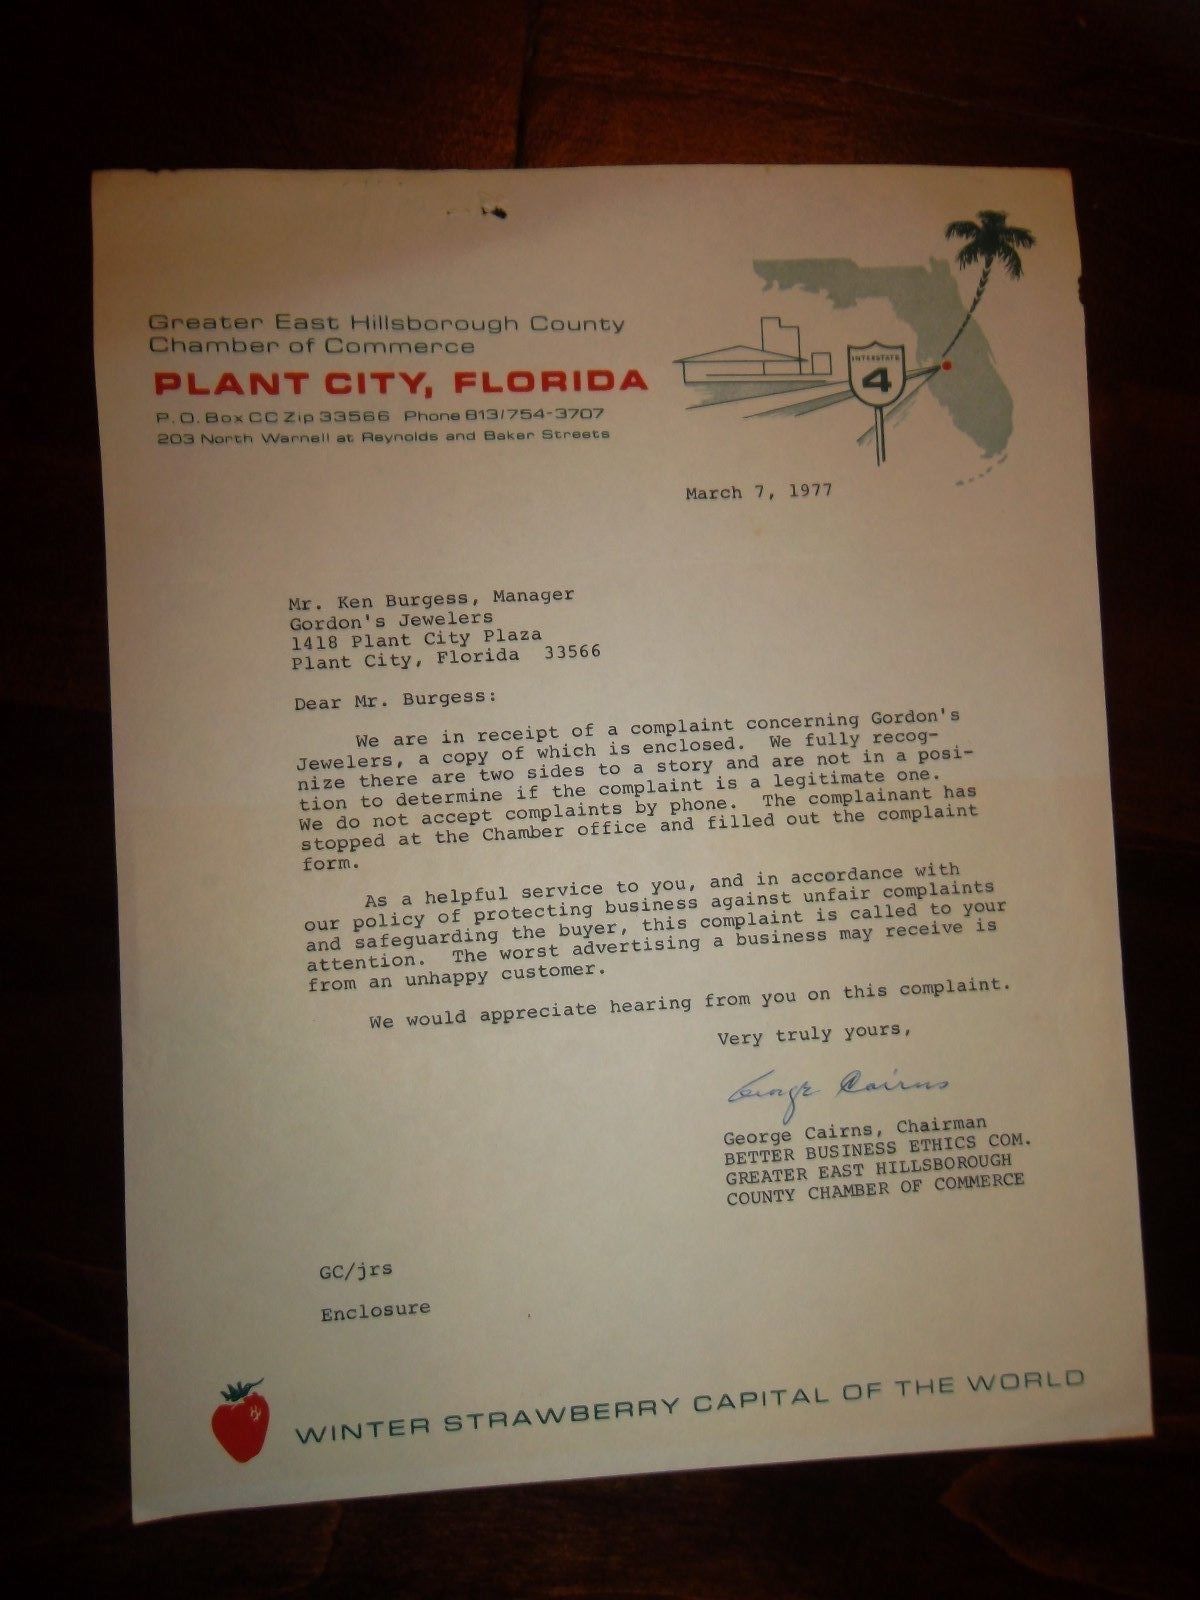 Greater East Hillsborough County
Chamber of Commerce
PLANT CITY, FLORIDA
P.O. Box CC Zip 33566 Phone 813/754-3707
203 North Warnell at Reynolds and Baker Streets
INTERSTATE
4
March 7, 1977
Mr. Ken Burgess, Manager
Gordon's Jewelers
1418 Plant City Plaza
Plant City, Florida 33566
Dear Mr. Burgess:
We are in receipt of a complaint concerning Gordon's
Jewelers, a copy of which is enclosed. We fully recog-
nize there are two sides to a story and are not in a posi-
tion to determine if the complaint is a legitimate one.
We do not accept complaints by phone. The complainant has
stopped at the Chamber office and filled out the complaint
form.
As a helpful service to you, and in accordance with
our policy of protecting business against unfair complaints
and safeguarding the buyer, this complaint is called to your
attention. The worst advertising a business may receive is
from an unhappy customer.
We would appreciate hearing from you on this complaint.
Very truly yours,
George Cairns
George Cairns, Chairman
BETTER BUSINESS ETHICS COM.
GREATER EAST HILLSBOROUGH
COUNTY CHAMBER OF COMMERCE
GC/jrs
Enclosure
WINTER STRAWBERRY CAPITAL OF THE WORLD